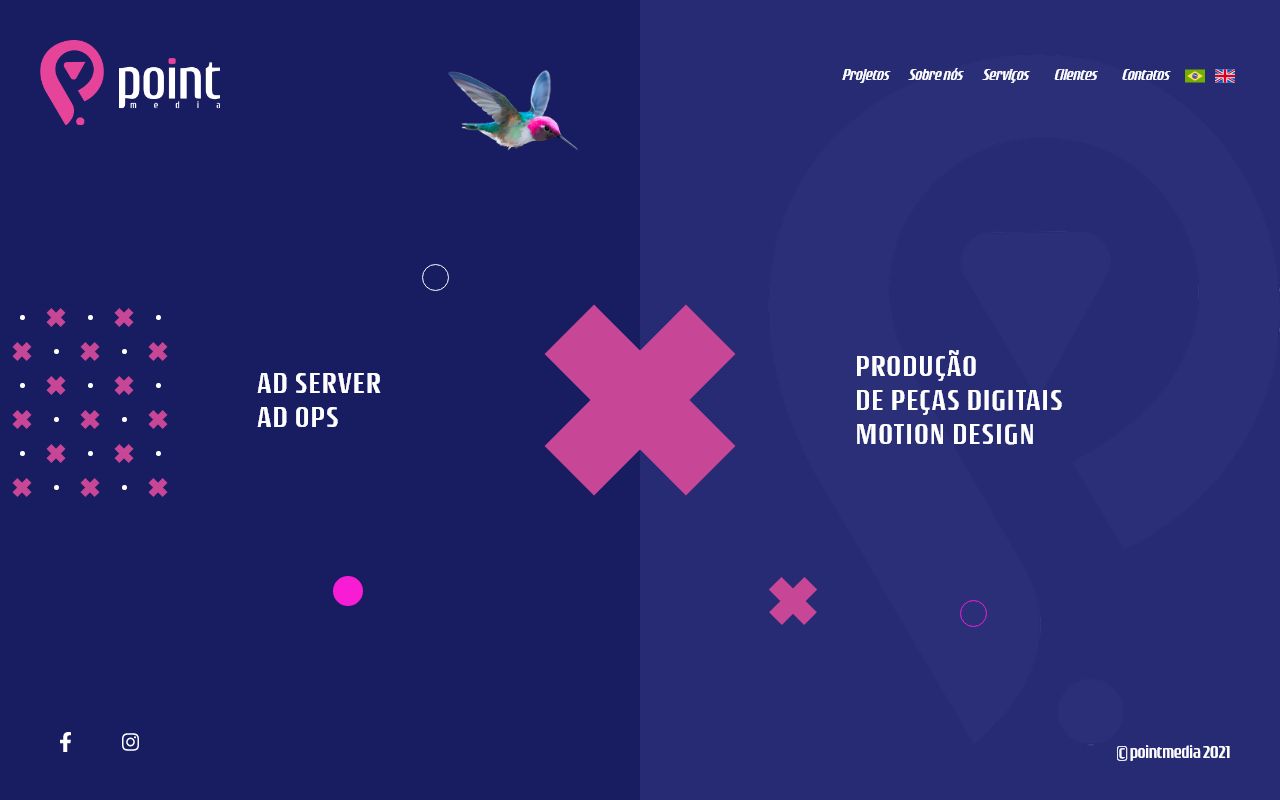 point
media
Projetos Sobre nós Serviços Clientes Contatos
AD SERVER
AD OPS
PRODUÇÃO
DE PEÇAS DIGITAIS
MOTION DESIGN
© pointmedia 2021